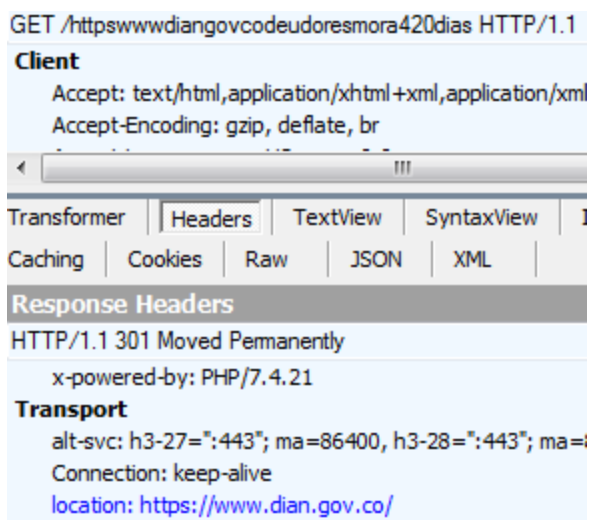 GET /httpswwwdiangovcodeudoresmora420dias HTTP/1.1
Client
Accept: text/html,application/xhtml+xml,application/xml
Accept-Encoding: gzip, deflate, br
Transformer Headers TextView SyntaxView
Caching Cookies Raw JSON XML
Response Headers
HTTP/1.1 301 Moved Permanently
x-powered-by: PHP/7.4.21
Transport
alt-svc: h3-27=":443"; ma=86400, h3-28=":443"; ma=
Connection: keep-alive
location: https://www.dian.gov.co/